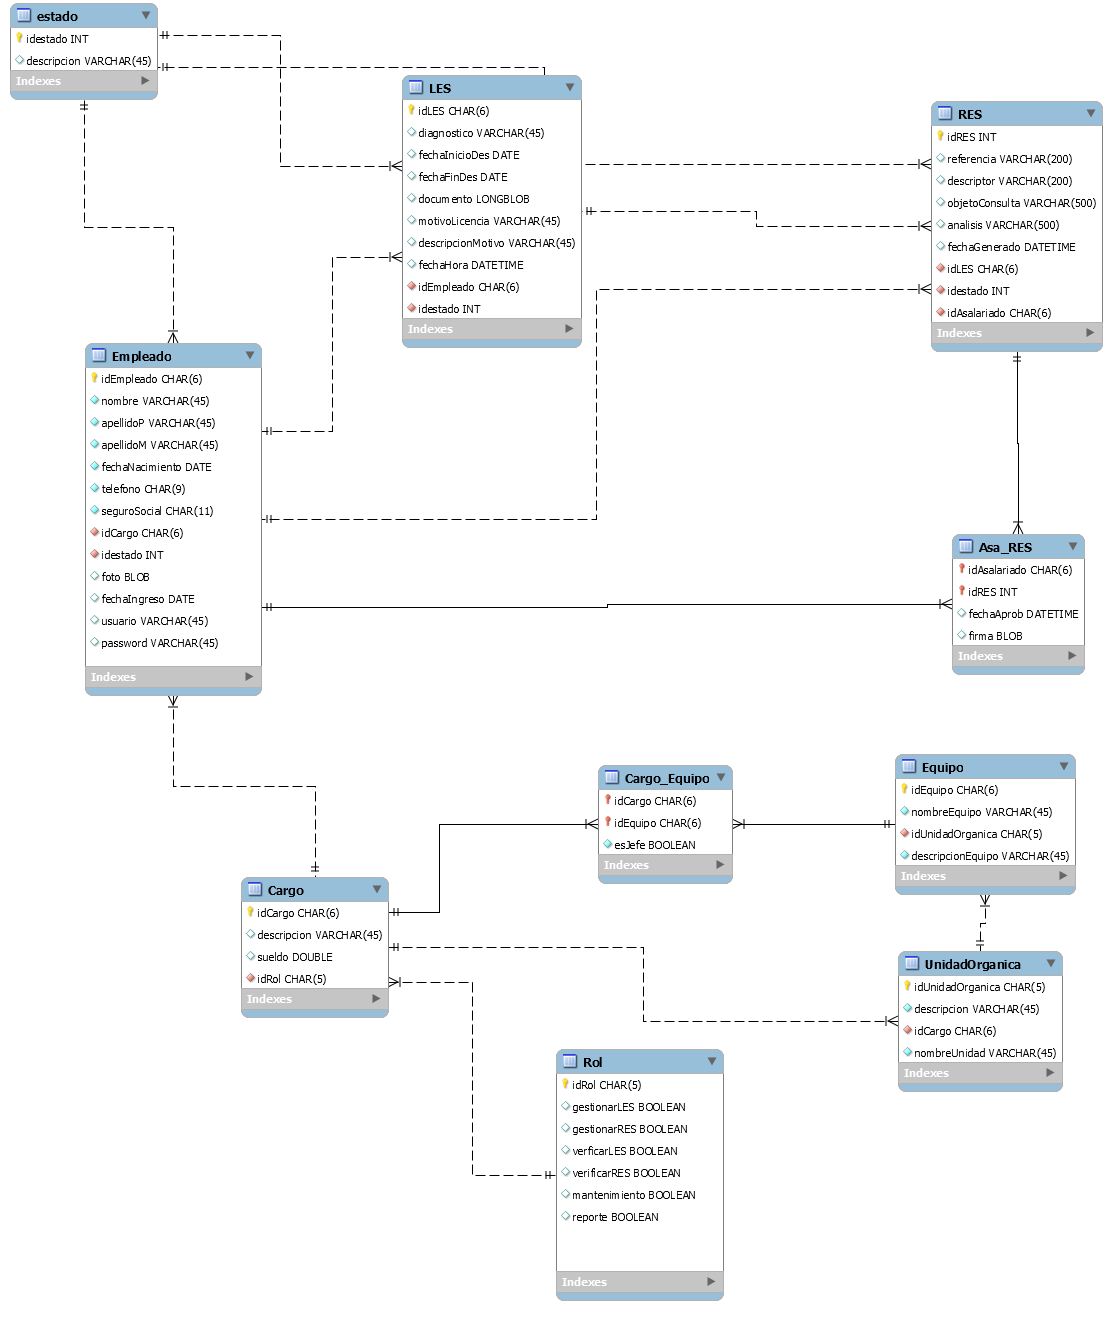 estado
idestado INT
descripcion VARCHAR(45)
Indexes
LES
idLES CHAR(6)
diagnostico VARCHAR(45)
fechaInicioDes DATE
fechaFinDes DATE
documento LONGBLOB
motivoLicencia VARCHAR(45)
descripcionMotivo VARCHAR(45)
fechaHora DATETIME
idEmpleado CHAR(6)
idestado INT
Indexes
RES
idRES INT
referencia VARCHAR(200)
descriptor VARCHAR(200)
objetoConsulta VARCHAR(500)
analisis VARCHAR(500)
fechaGenerado DATETIME
idLES CHAR(6)
idestado INT
idAsalariado CHAR(6)
Indexes
Empleado
idEmpleado CHAR(6)
nombre VARCHAR(45)
apellidoP VARCHAR(45)
apellidoM VARCHAR(45)
fechaNacimiento DATE
telefono CHAR(9)
seguroSocial CHAR(11)
idCargo CHAR(6)
idestado INT
foto BLOB
fechaIngreso DATE
usuario VARCHAR(45)
password VARCHAR(45)
Indexes
Asa_RES
idAsalariado CHAR(6)
idRES INT
fechaAprob DATETIME
firma BLOB
Indexes
Cargo_Equipo
idCargo CHAR(6)
idEquipo CHAR(6)
esJefe BOOLEAN
Indexes
Equipo
idEquipo CHAR(6)
nombreEquipo VARCHAR(45)
idUnidadOrganica CHAR(5)
descripcionEquipo VARCHAR(45)
Indexes
Cargo
idCargo CHAR(6)
descripcion VARCHAR(45)
sueldo DOUBLE
idRol CHAR(5)
Indexes
UnidadOrganica
idUnidadOrganica CHAR(5)
descripcion VARCHAR(45)
idCargo CHAR(6)
nombreUnidad VARCHAR(45)
Indexes
Rol
idRol CHAR(5)
gestionarLES BOOLEAN
gestionarRES BOOLEAN
verficarLES BOOLEAN
verificarRES BOOLEAN
mantenimiento BOOLEAN
reporte BOOLEAN
Indexes